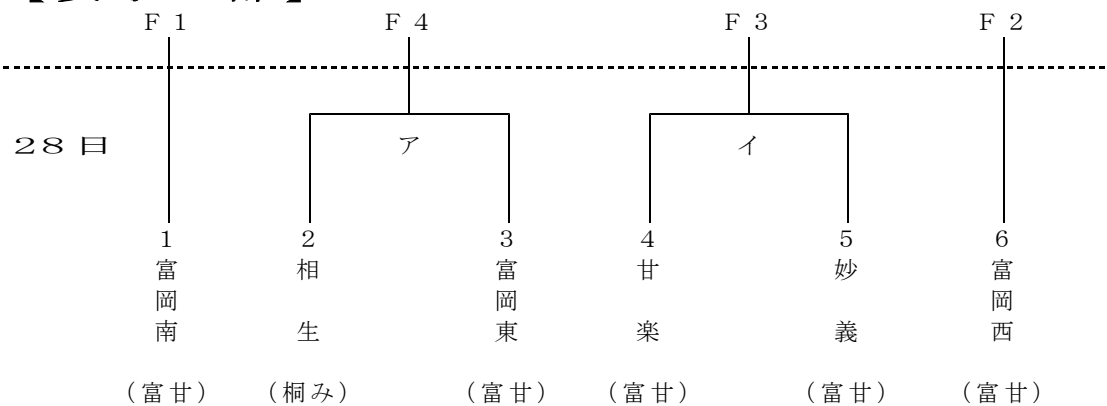 Ｆ１ Ｆ４ Ｆ３ Ｆ２
２８日
ア イ
１ ２ ３ ４ ５ ６
富岡南 相生 富岡東 甘楽 妙義 富岡西
（富甘） （桐み） （富甘） （富甘） （富甘） （富甘）